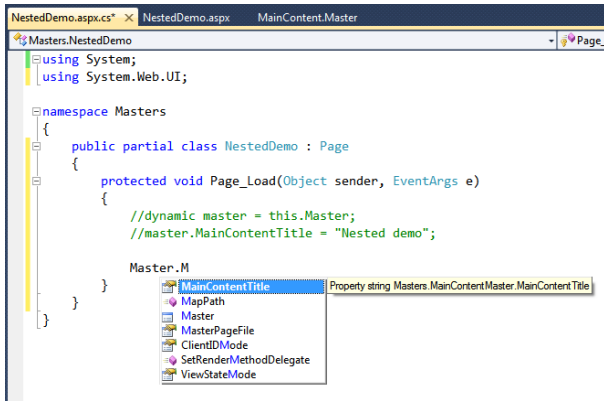 NestedDemo.aspx.cs* NestedDemo.aspx MainContent.Master
Masters.NestedDemo Page_
using System;
using System.Web.UI;
namespace Masters
{
public partial class NestedDemo : Page
{
protected void Page_Load(Object sender, EventArgs e)
{
//dynamic master = this.Master;
//master.MainContentTitle = "Nested demo";
Master.M
MainContentTitle Property string Masters.MainContentMaster.MainContentTitle
} MapPath
} Master
} MasterPageFile
ClientIDMode
SetRenderMethodDelegate
ViewStateMode